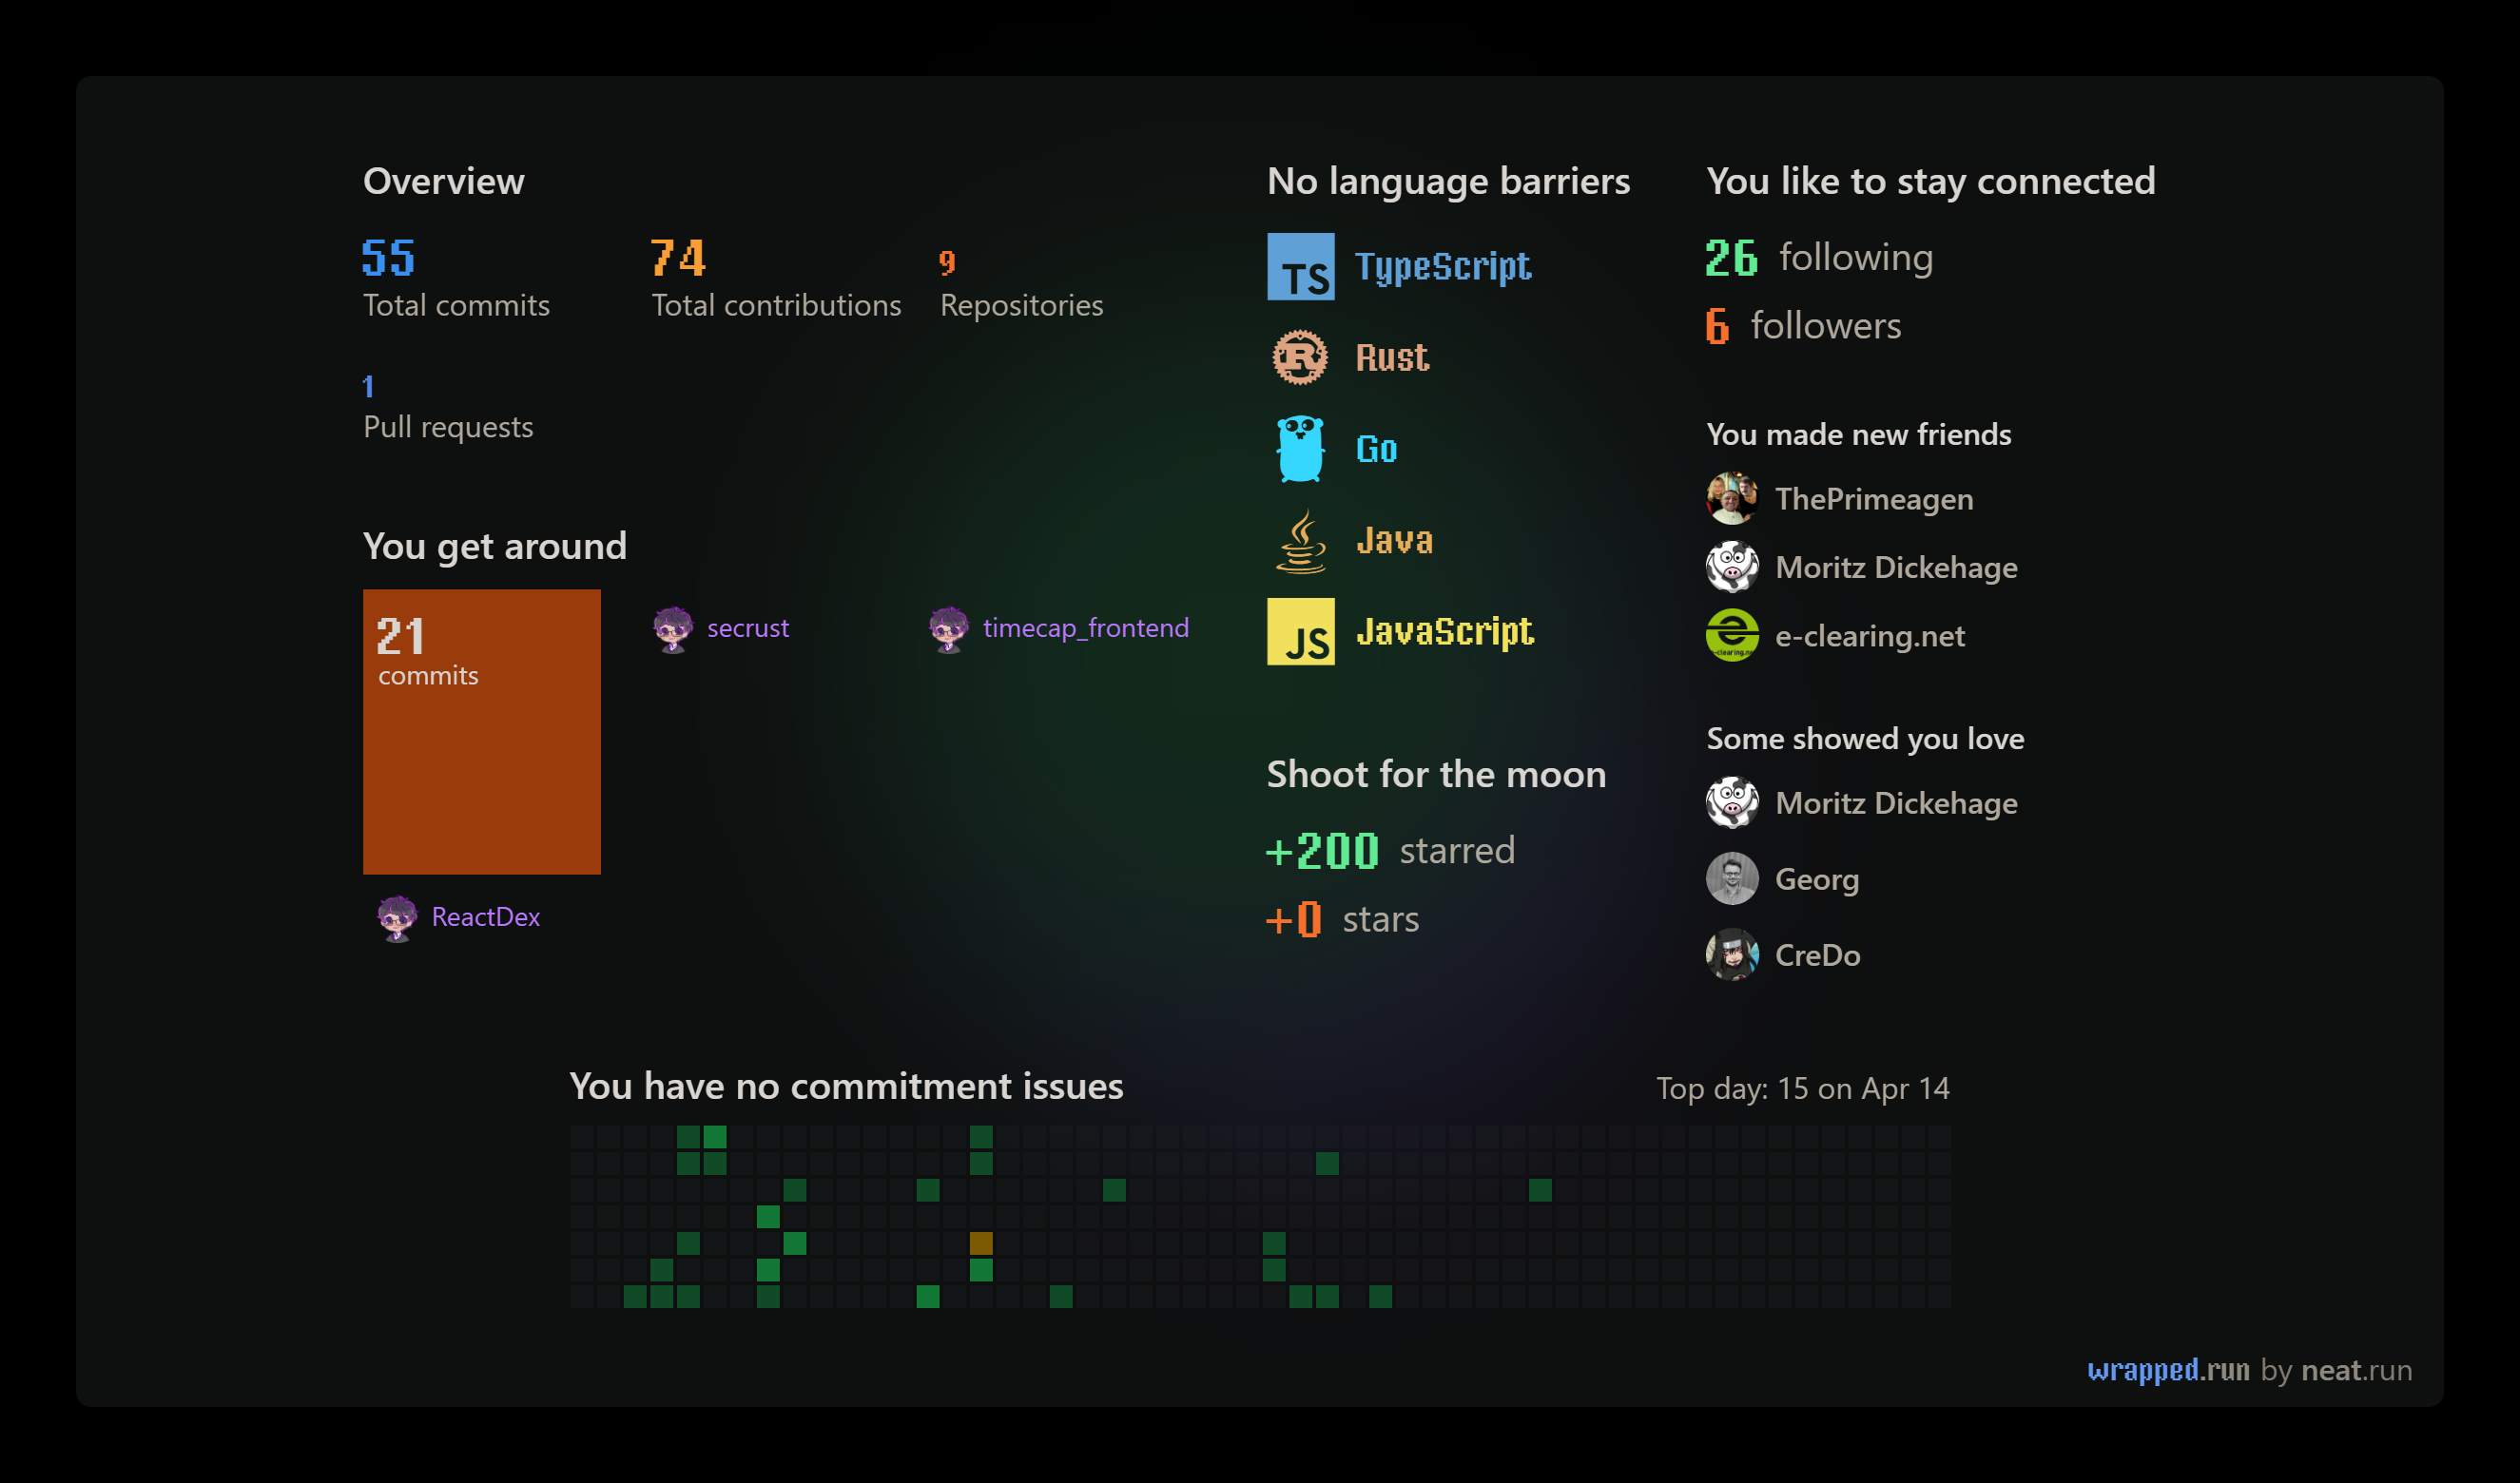 Overview
55
Total commits
74
Total contributions
9
Repositories
1
Pull requests
You get around
21
commits
ReactDex
secrust
timecap_frontend
No language barriers
TS TypeScript
R Rust
Go
Java
JS JavaScript
Shoot for the moon
+200 starred
+0 stars
You like to stay connected
26 following
6 followers
You made new friends
ThePrimeagen
Moritz Dickehage
e-clearing.net
Some showed you love
Moritz Dickehage
Georg
CreDo
You have no commitment issues
Top day: 15 on Apr 14
wrapped.run by neat.run